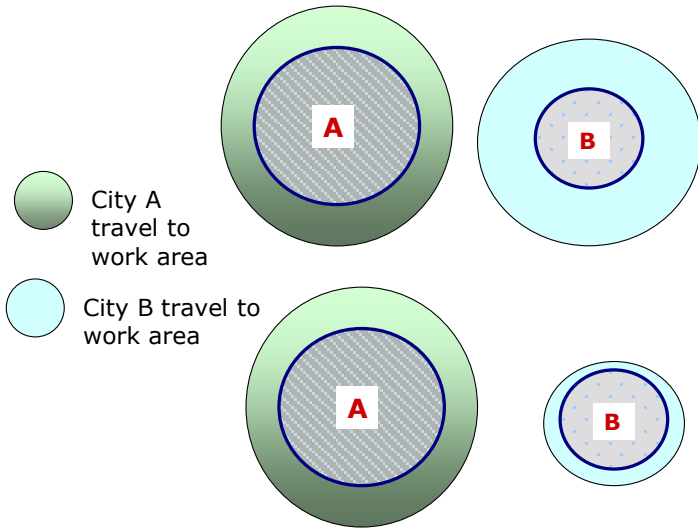 A
B
City A
travel to
work area
City B travel to
work area
A
B